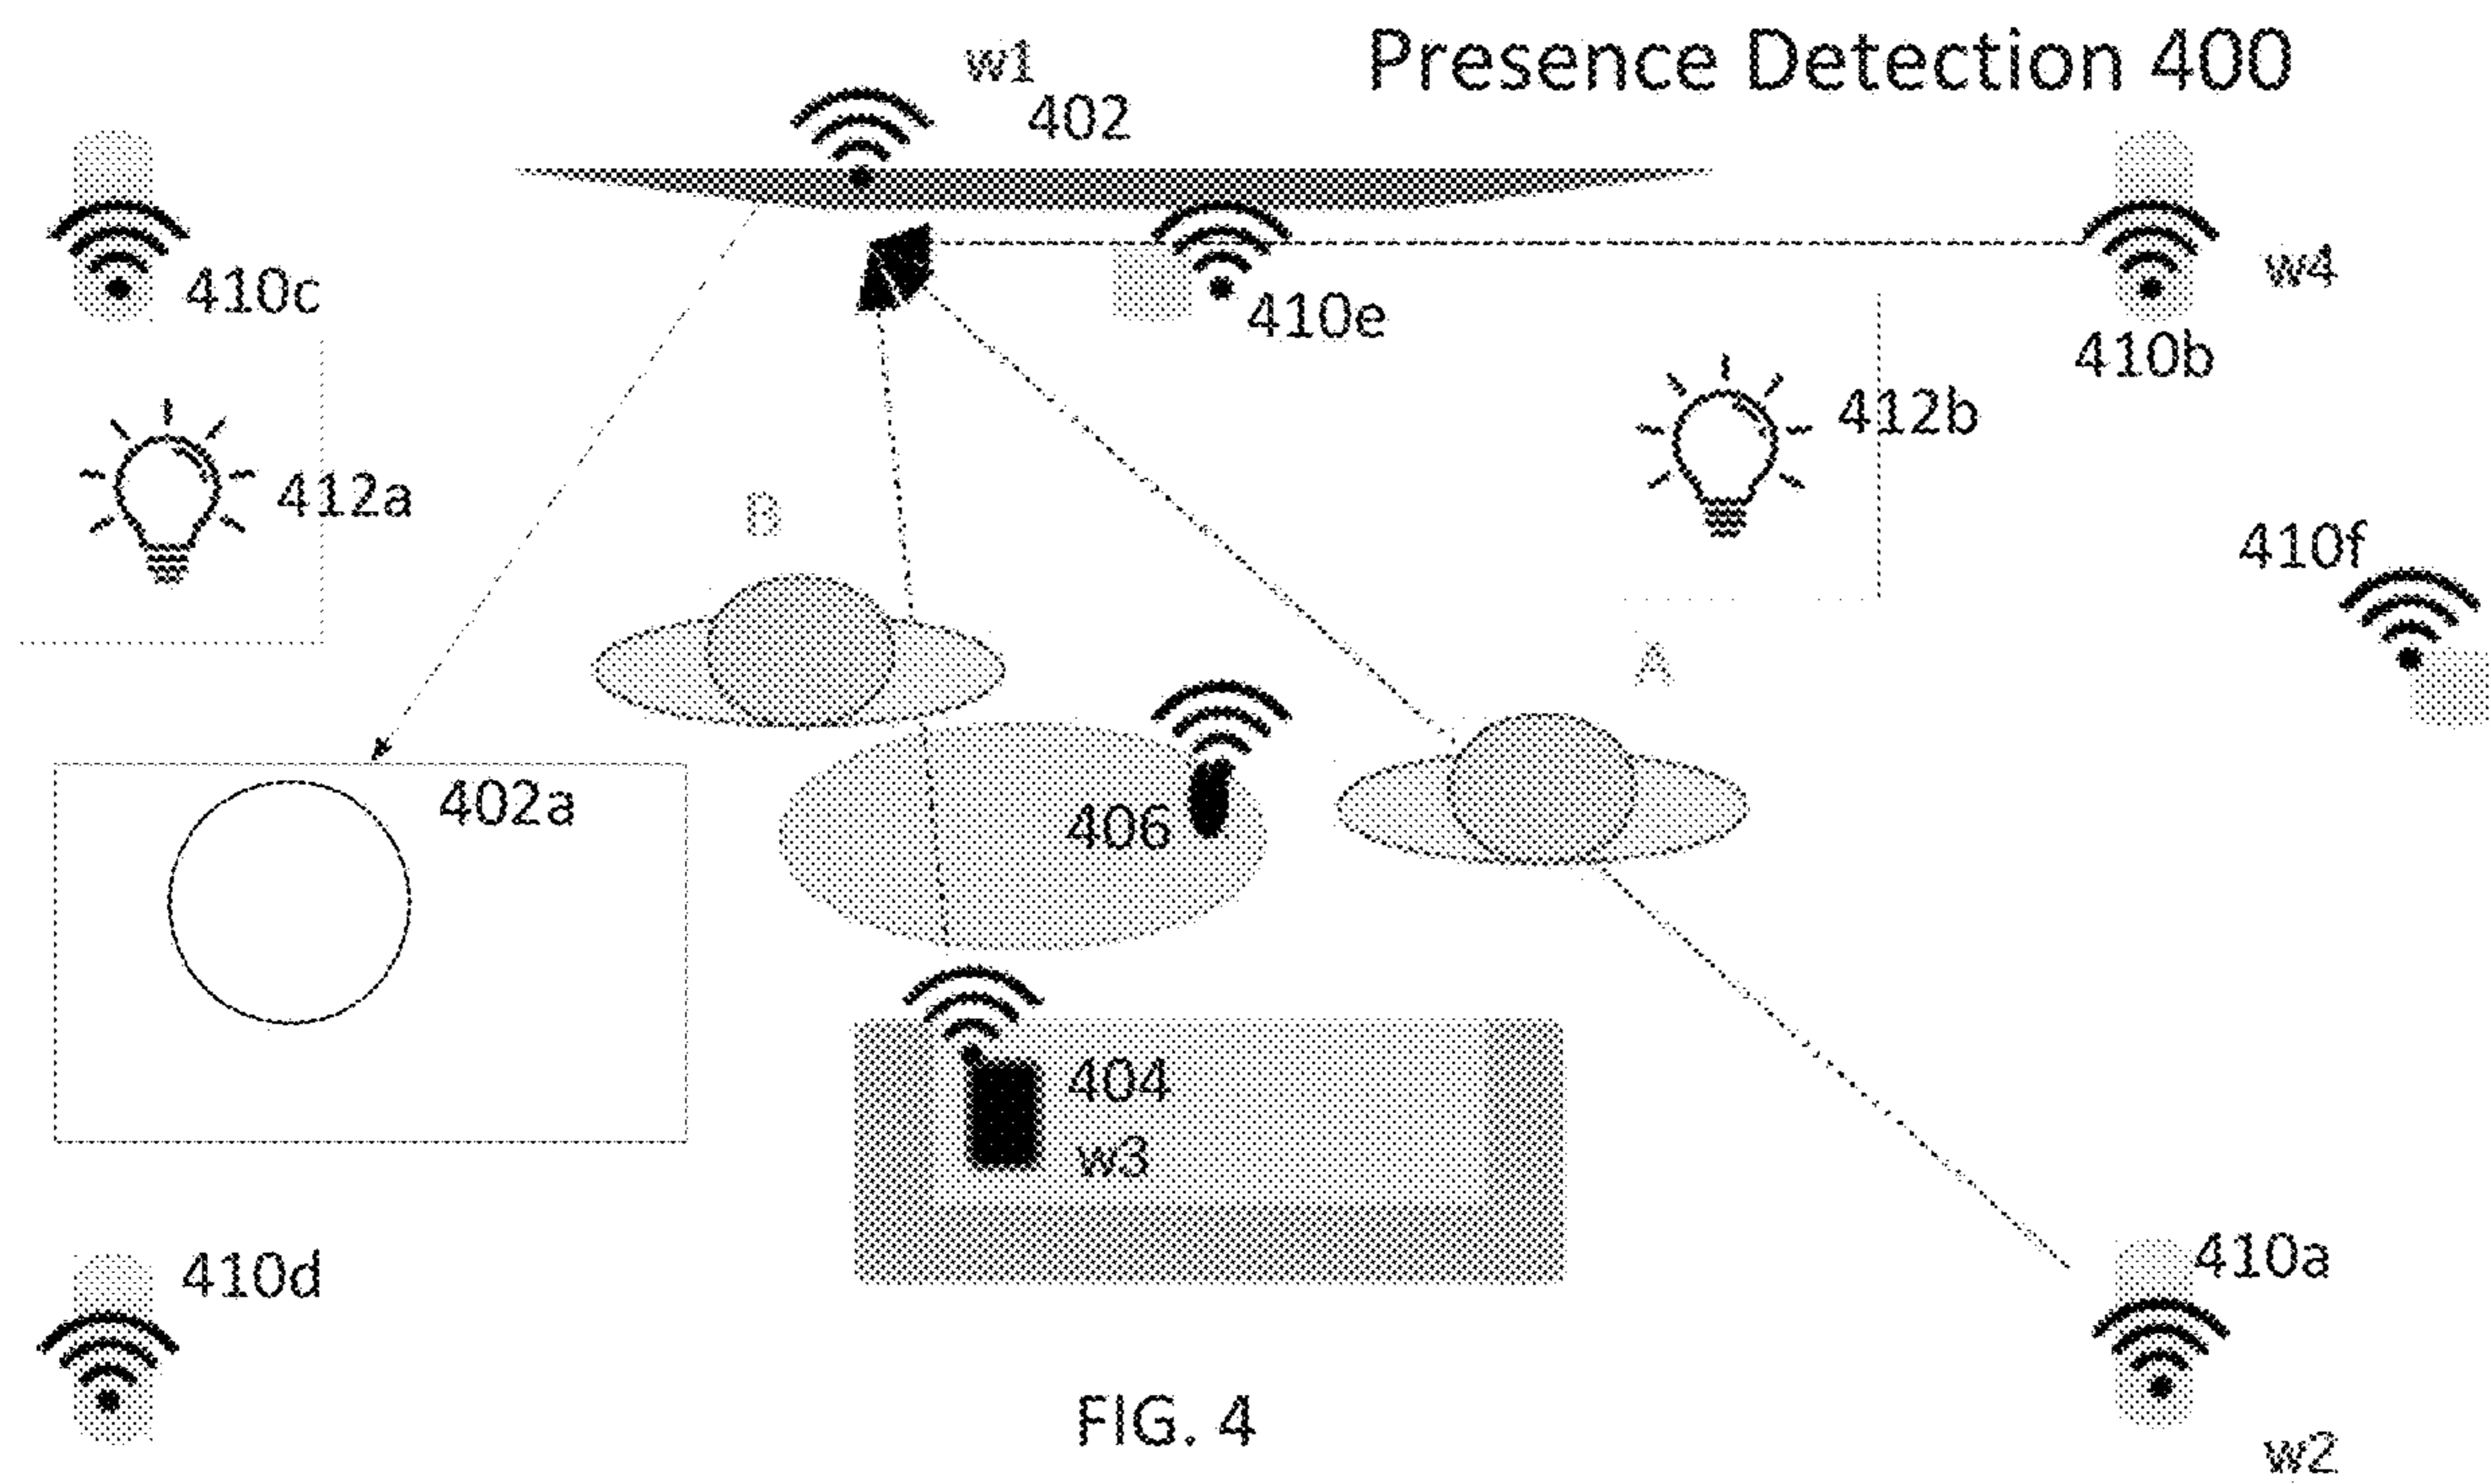 Presence Detection 400
w1
402
410c
410e
w4
410b
412a
412b
B
410f
A
402a
406
404
w3
410d
410a
FIG. 4
w2